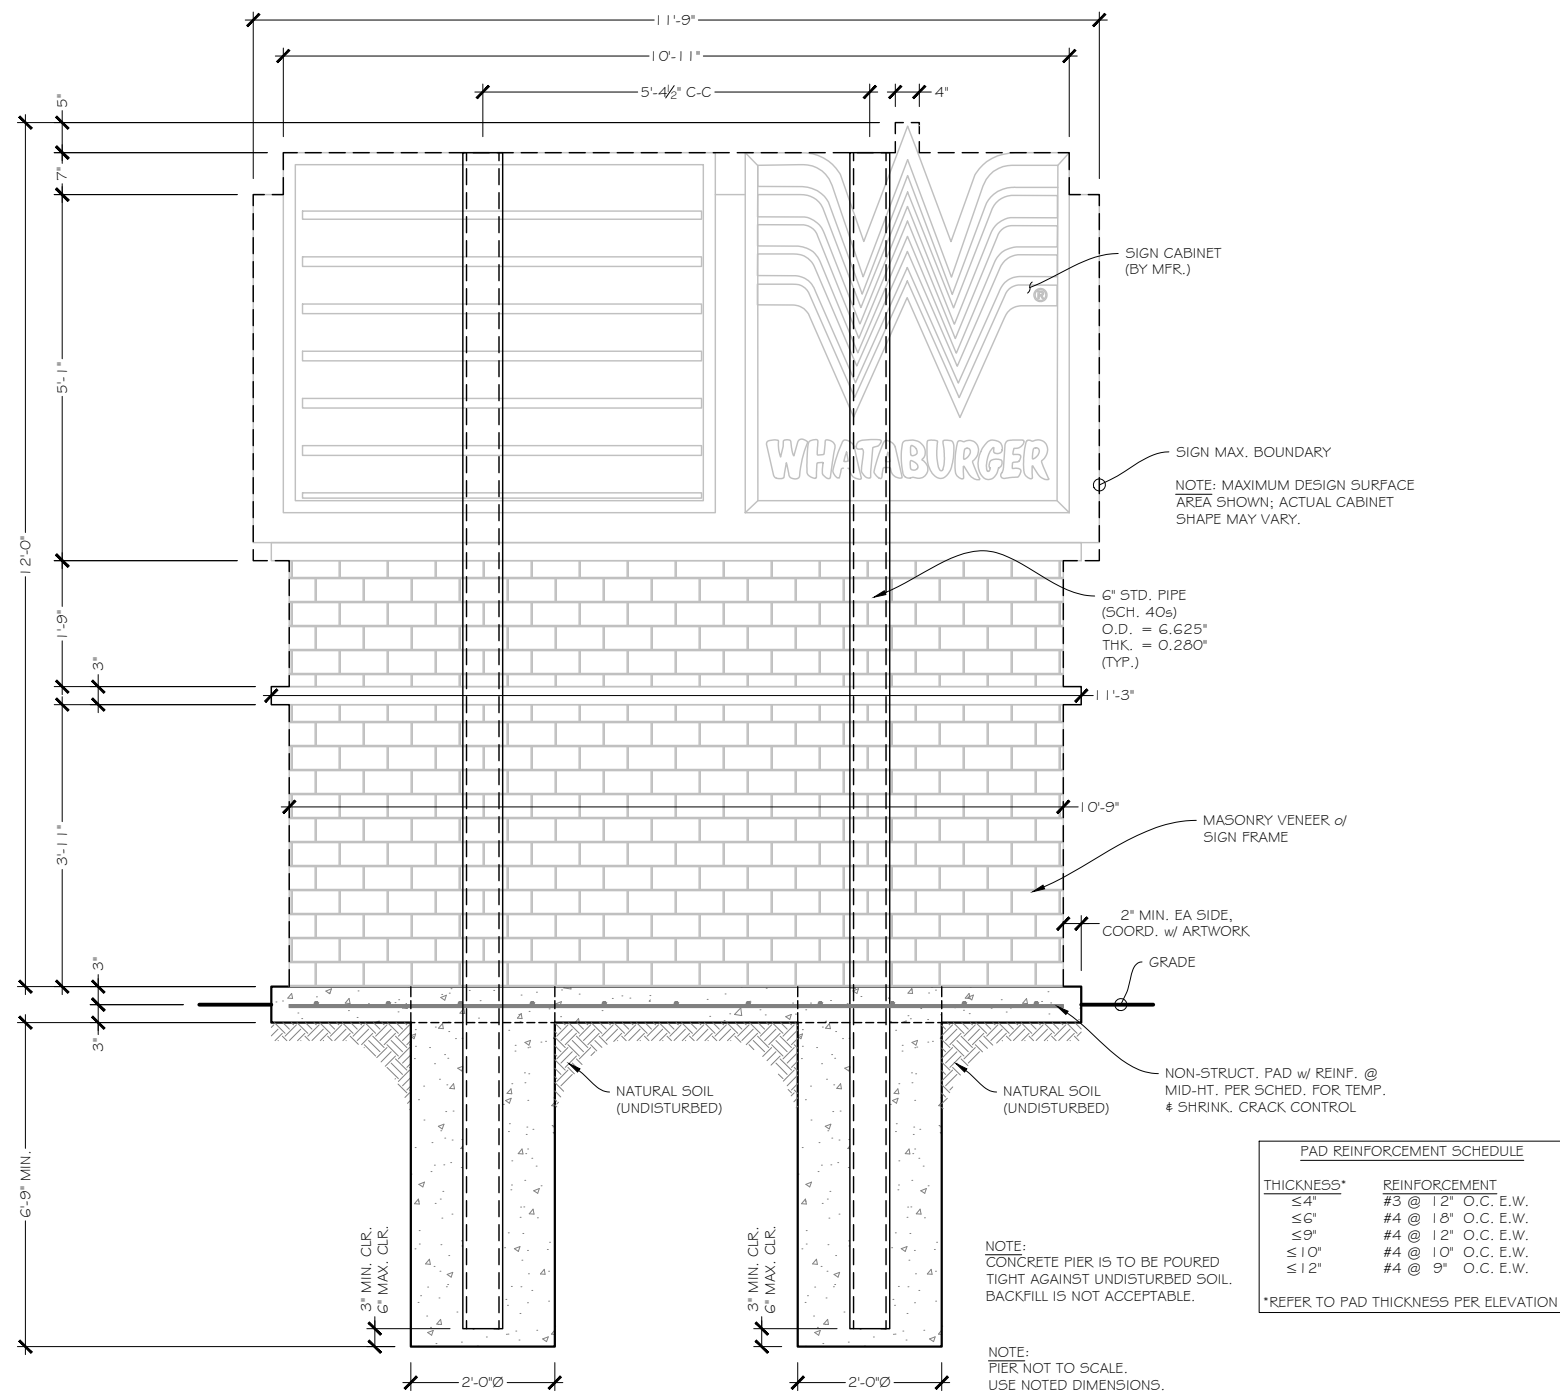 11'-9"
10'-11"
5'-4½" C-C
4"
5"
7"
5'-1"
12'-0"
1'-9"
3"
3'-11"
3"
3"
6'-9" MIN.
SIGN CABINET
(BY MFR.)
®
WHATABURGER
SIGN MAX. BOUNDARY
NOTE: MAXIMUM DESIGN SURFACE
AREA SHOWN; ACTUAL CABINET
SHAPE MAY VARY.
6" STD. PIPE
(SCH. 40s)
O.D. = 6.625"
THK. = 0.280"
(TYP.)
11'-3"
10'-9"
MASONRY VENEER o/
SIGN FRAME
2" MIN. EA SIDE,
COORD. w/ ARTWORK
GRADE
NATURAL SOIL
(UNDISTURBED)
NATURAL SOIL
(UNDISTURBED)
NON-STRUCT. PAD w/ REINF. @
MID-HT. PER SCHED. FOR TEMP.
& SHRINK. CRACK CONTROL
PAD REINFORCEMENT SCHEDULE
THICKNESS* REINFORCEMENT
≤4" #3 @ 12" O.C. E.W.
≤6" #4 @ 18" O.C. E.W.
≤9" #4 @ 12" O.C. E.W.
≤10" #4 @ 10" O.C. E.W.
≤12" #4 @ 9" O.C. E.W.
*REFER TO PAD THICKNESS PER ELEVATION
3" MIN. CLR.
6" MAX. CLR.
3" MIN. CLR.
6" MAX. CLR.
NOTE:
CONCRETE PIER IS TO BE POURED
TIGHT AGAINST UNDISTURBED SOIL.
BACKFILL IS NOT ACCEPTABLE.
NOTE:
PIER NOT TO SCALE.
USE NOTED DIMENSIONS.
2'-0"Ø
2'-0"Ø